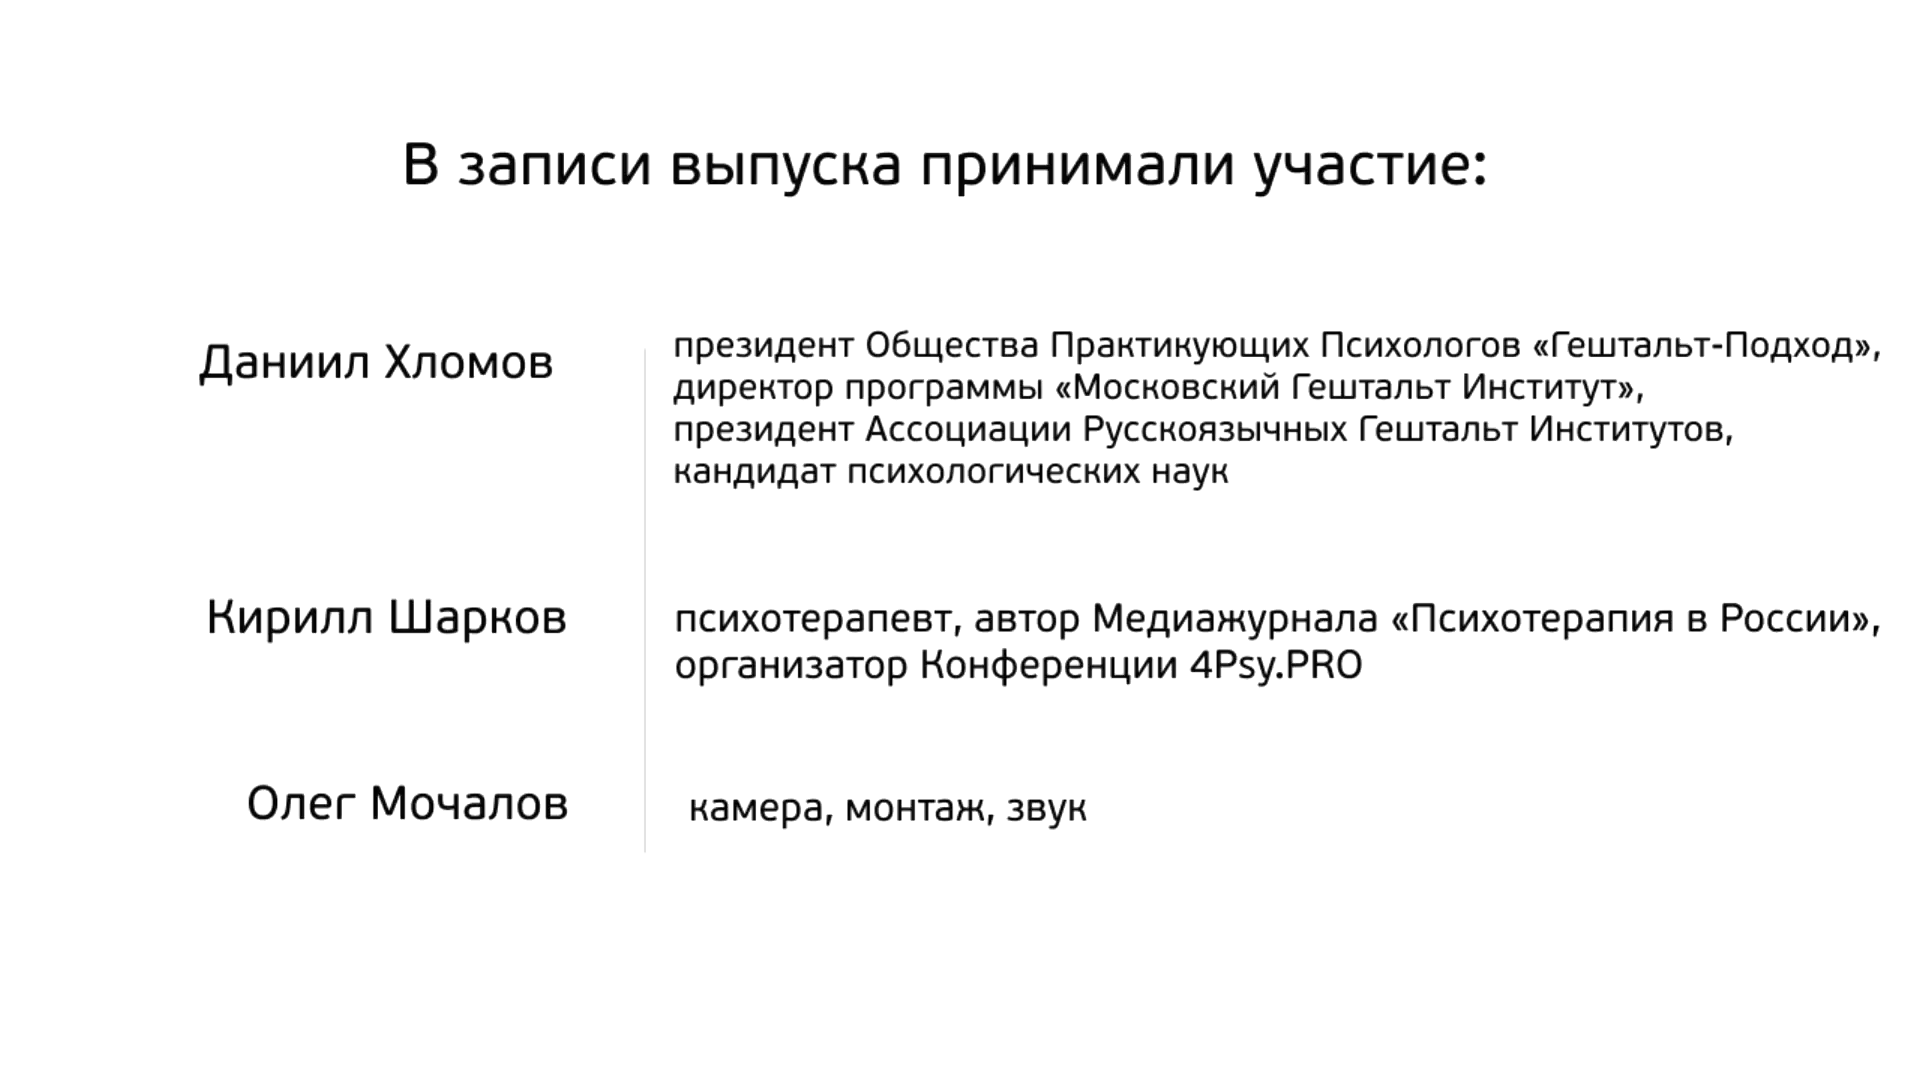 В записи выпуска принимали участие:
Даниил Хломов
президент Общества Практикующих Психологов «Гештальт-Подход»,
директор программы «Московский Гештальт Институт»,
президент Ассоциации Русскоязычных Гештальт Институтов,
кандидат психологических наук
Кирилл Шарков
психотерапевт, автор Медиажурнала «Психотерапия в России»,
организатор Конференции 4Psy.PRO
Олег Мочалов
камера, монтаж, звук